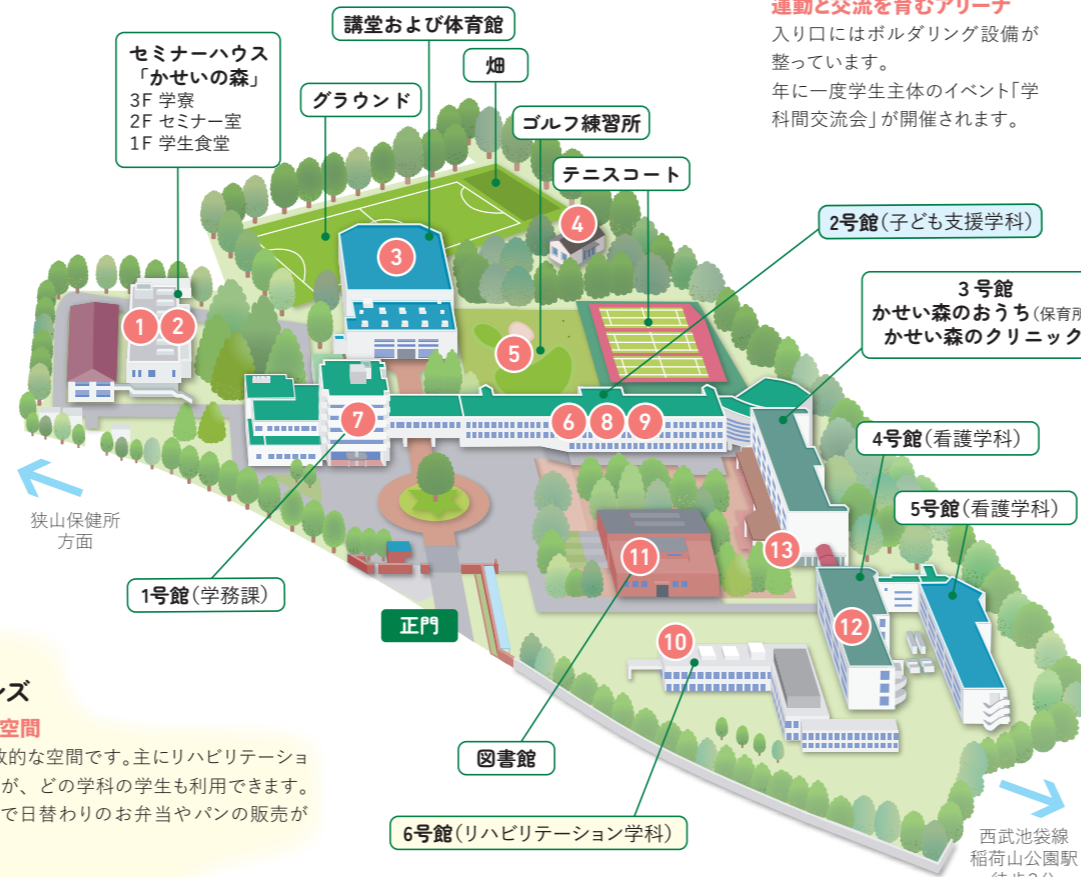 運動と交流を育むアリーナ
入り口にはボルダリング設備が
整っています。
年に一度学生主体のイベント「学
科間交流会」が開催されます。
講堂および体育館
セミナーハウス
「かせいの森」
3F 学寮
2F セミナー室
1F 学生食堂
畑
グラウンド
ゴルフ練習所
テニスコート
2号館(子ども支援学科)
3号館
かせい森のおうち(保育所
かせい森のクリニック
4号館(看護学科)
5号館(看護学科)
1
2
3
4
5
6
8
9
7
11
13
12
10
狭山保健所
方面
1号館(学務課)
正門
図書館
6号館(リハビリテーション学科)
ンズ
空間
放的な空間です。主にリハビリテーショ
が、どの学科の学生も利用できます。
で日替わりのお弁当やパンの販売が
西武池袋線
稲荷山公園駅